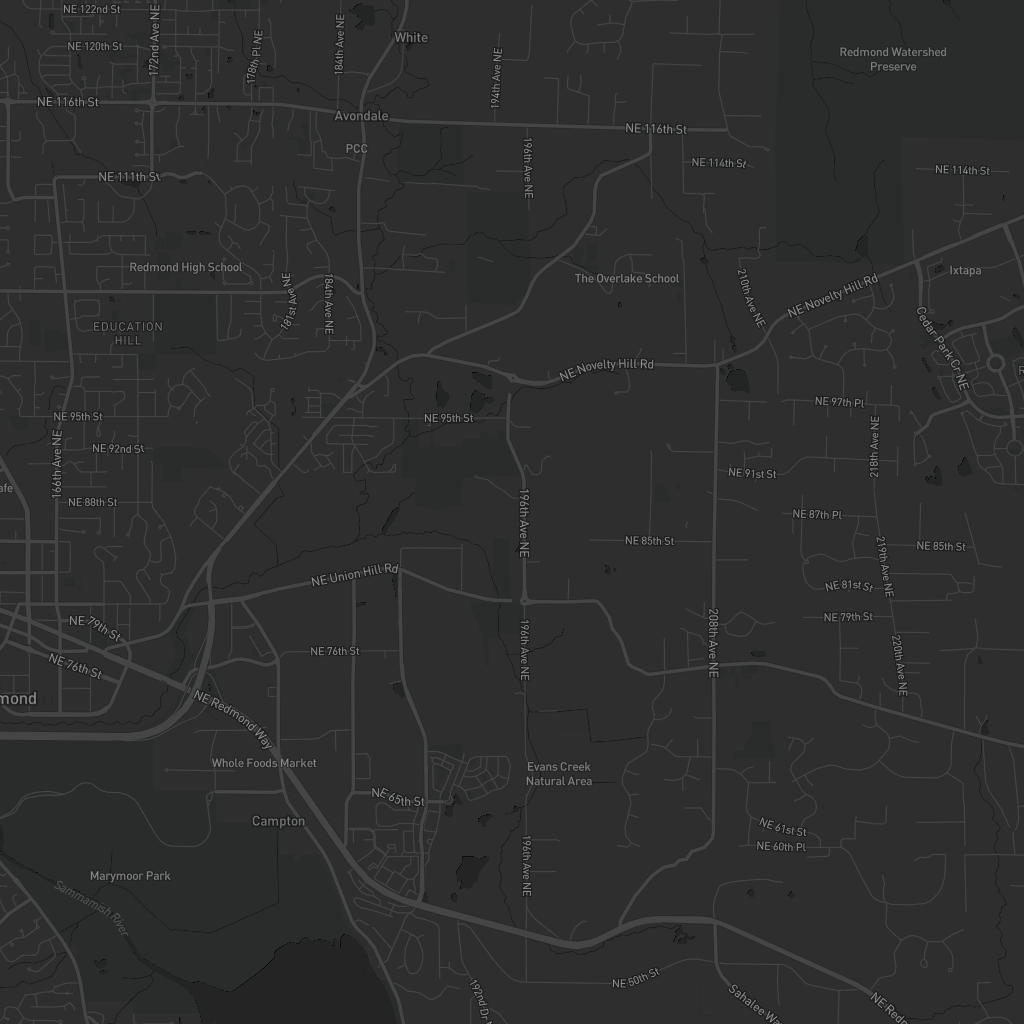 NE 122nd St
172nd Ave NE
184th Ave NE
White
NE 120th St
178th Pl NE
194th Ave NE
Redmond Watershed
Preserve
NE 116th St
Avondale
NE 116th St
PCC
196th Ave NE
NE 114th St
NE 114th St
NE 111th St
Redmond High School
The Overlake School
Ixtapa
181st Ave NE
184th Ave NE
210th Ave NE
NE Novelty Hill Rd
EDUCATION
HILL
Cedar Park Cr NE
R
NE Novelty Hill Rd
NE 95th St
NE 95th St
NE 97th Pl
NE 92nd St
166th Ave NE
218th Ave NE
NE 91st St
afe
NE 88th St
196th Ave NE
NE 87th Pl
NE 85th St
219th Ave NE
NE 85th St
NE Union Hill Rd
NE 81st St
NE 79th St
NE 79th St
196th Ave NE
208th Ave NE
NE 76th St
NE 76th St
220th Ave NE
mond
NE Redmond Way
Whole Foods Market
Evans Creek
Natural Area
NE 65th St
Campton
NE 61st St
NE 60th Pl
196th Ave NE
Marymoor Park
Sammamish River
NE 50th St
192nd Dr
Sahalee Wa
NE Redr